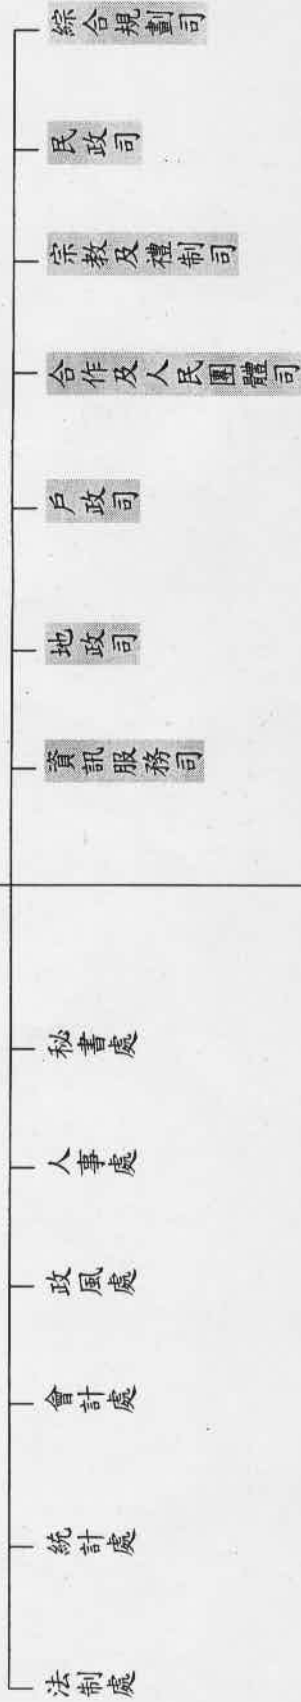 綜合規劃司
民政司
宗教及禮制司
合作及人民團體司
戶政司
地政司
資訊服務司
秘書處
人事處
政風處
會計處
統計處
法制處